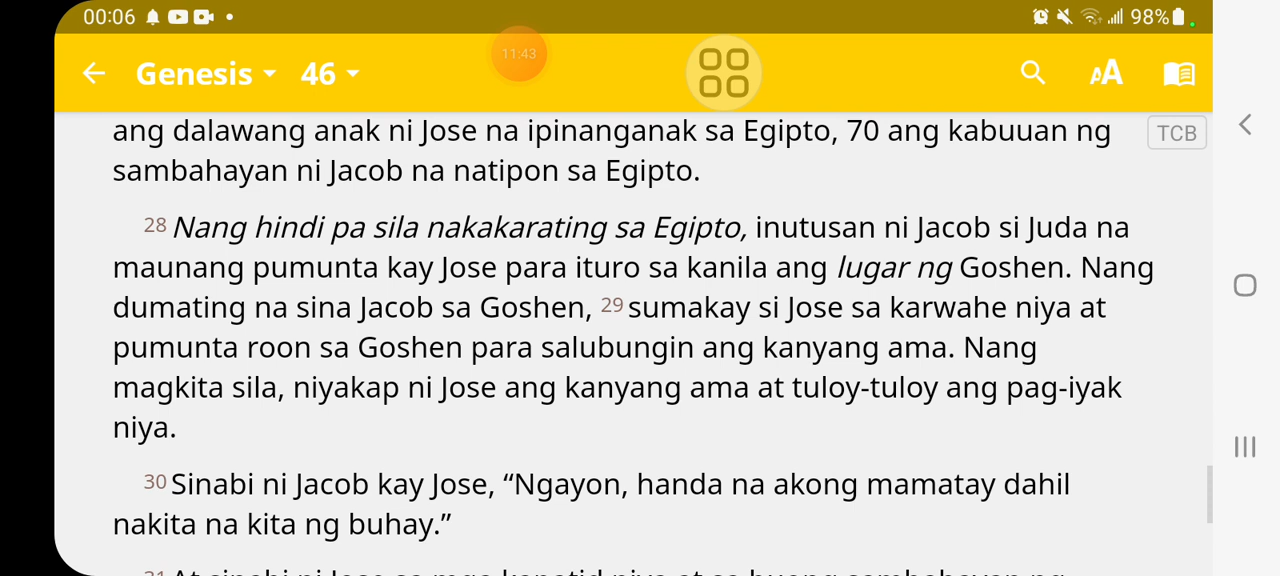 00:06 98%
11:43
Genesis 46
ang dalawang anak ni Jose na ipinanganak sa Egipto, 70 ang kabuuan ng
TCB
sambahayan ni Jacob na natipon sa Egipto.
28 Nang hindi pa sila nakakarating sa Egipto, inutusan ni Jacob si Juda na
maunang pumunta kay Jose para ituro sa kanila ang lugar ng Goshen. Nang
dumating na sina Jacob sa Goshen, 29 sumakay si Jose sa karwahe niya at
pumunta roon sa Goshen para salubungin ang kanyang ama. Nang
magkita sila, niyakap ni Jose ang kanyang ama at tuloy-tuloy ang pag-iyak
niya.
30 Sinabi ni Jacob kay Jose, “Ngayon, handa na akong mamatay dahil
nakita na kita ng buhay.”